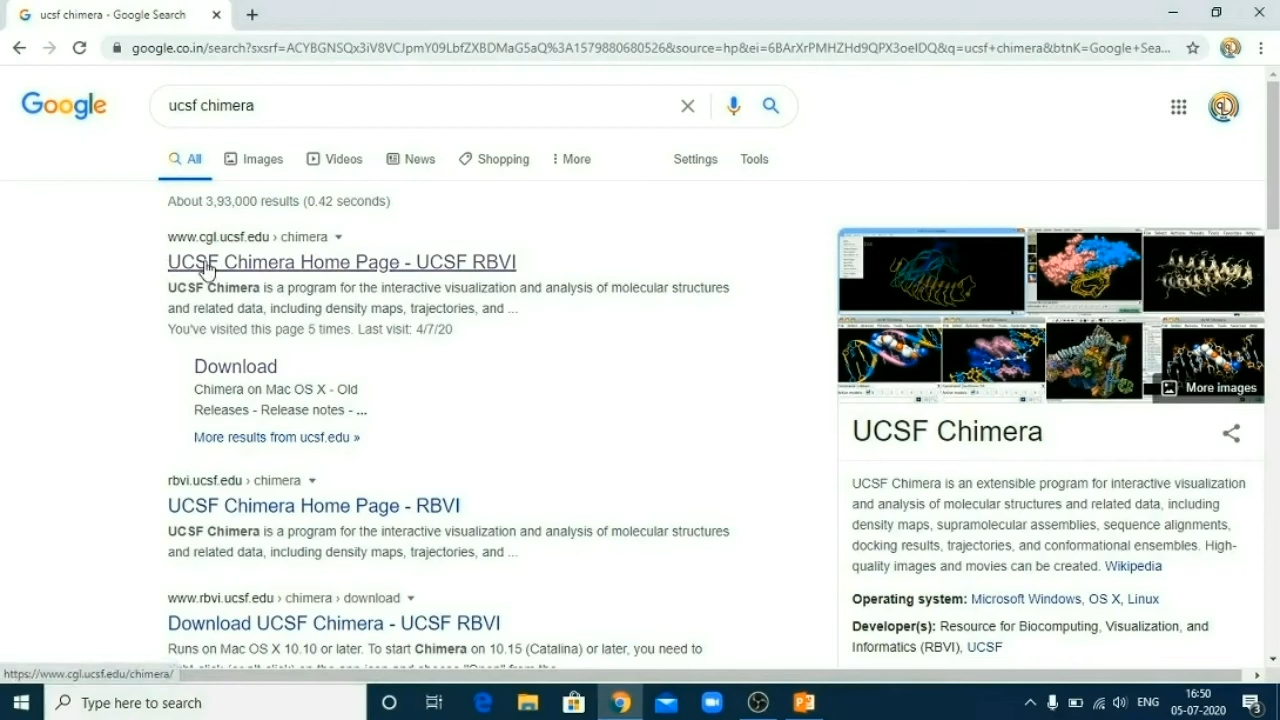 ucsf chimera - Google Search
google.co.in/search?sxsrf=ACYBGNSQx3iV8VCJpmY09LbfZXBDMaG5aQ%3A1579880680526&source=hp&ei=6BArXrPMHZHd9QPX3oeIDQ&q=ucsf+chimera&btnK=Google+Sea...
Google
ucsf chimera
All
Images
Videos
News
Shopping
More
Settings
Tools
About 3,93,000 results (0.42 seconds)
www.cgl.ucsf.edu › chimera
UCSF Chimera Home Page - UCSF RBVI
UCSF Chimera is a program for the interactive visualization and analysis of molecular structures
and related data, including density maps, trajectories, and ...
You've visited this page 5 times. Last visit: 4/7/20
Download
Chimera on Mac OS X - Old
Releases - Release notes - ...
More results from ucsf.edu »
rbvi.ucsf.edu › chimera
UCSF Chimera Home Page - RBVI
UCSF Chimera is a program for the interactive visualization and analysis of molecular structures
and related data, including density maps, trajectories, and ...
www.rbvi.ucsf.edu › chimera › download
Download UCSF Chimera - UCSF RBVI
Runs on Mac OS X 10.10 or later. To start Chimera on 10.15 (Catalina) or later, you need to
More images
UCSF Chimera
UCSF Chimera is an extensible program for interactive visualization
and analysis of molecular structures and related data, including
density maps, supramolecular assemblies, sequence alignments,
docking results, trajectories, and conformational ensembles. High-
quality images and movies can be created. Wikipedia
Operating system: Microsoft Windows, OS X, Linux
Developer(s): Resource for Biocomputing, Visualization, and
Informatics (RBVI), UCSF
https://www.cgl.ucsf.edu/chimera/
Type here to search
ENG
16:50
05-07-2020
3